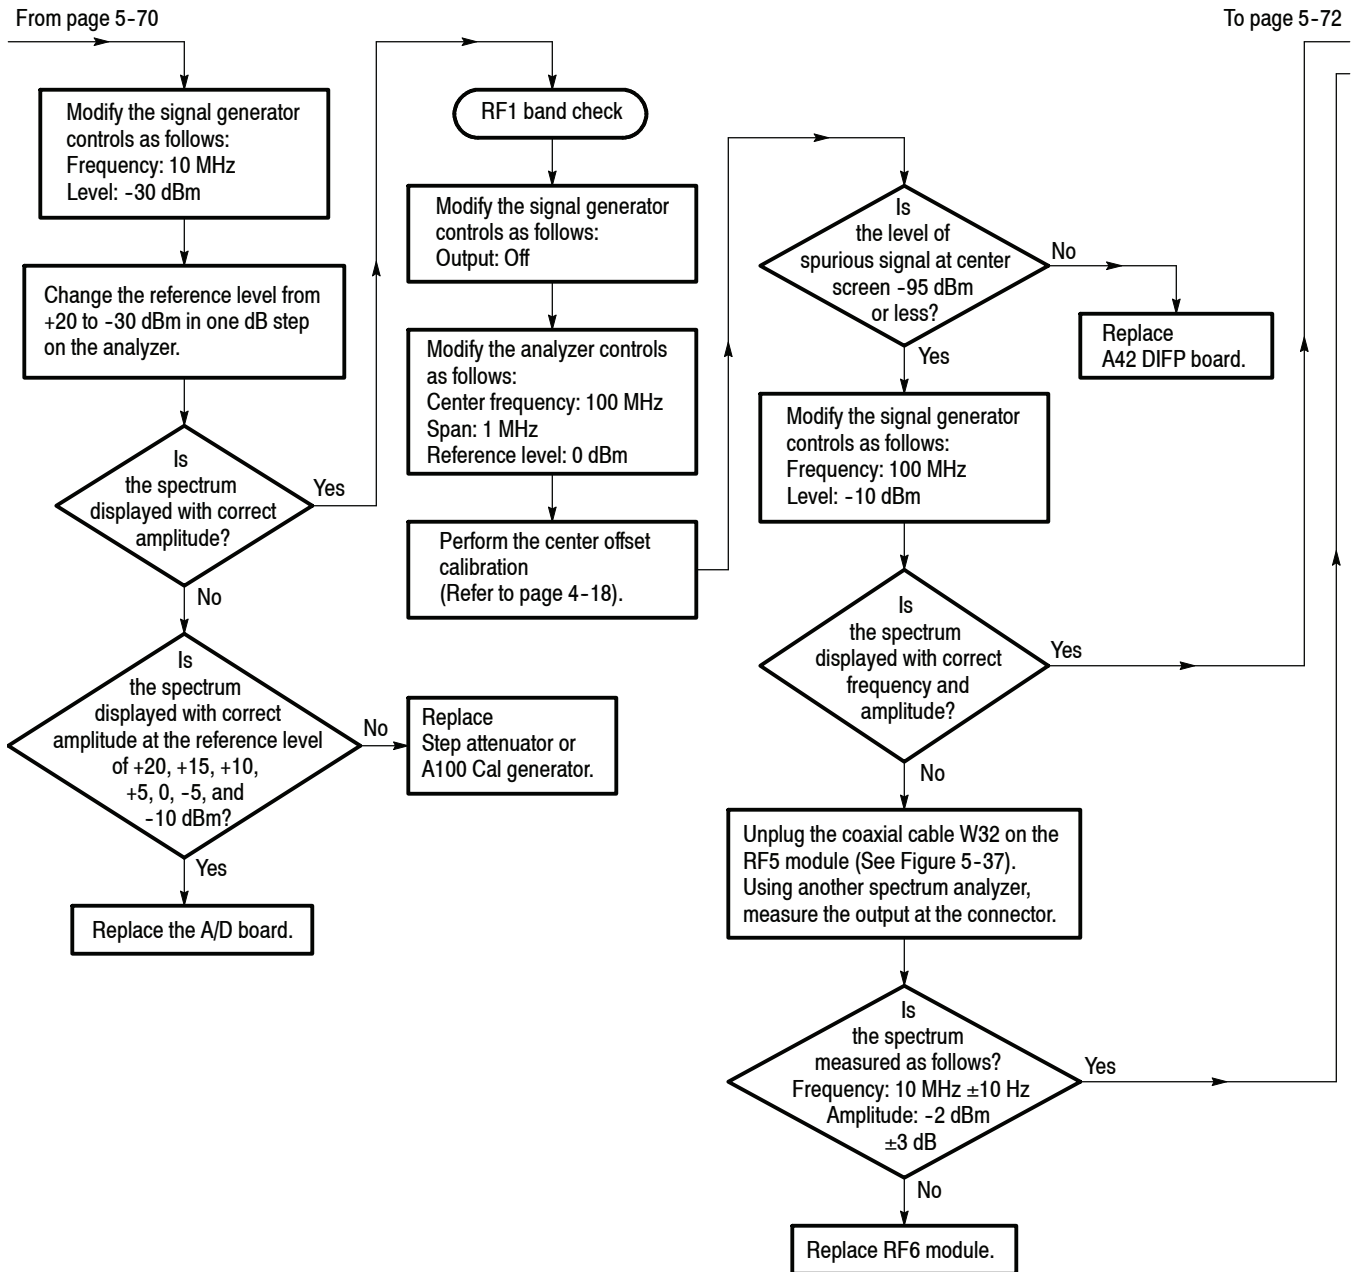 From page 5-70
To page 5-72
Modify the signal generator
controls as follows:
Frequency: 10 MHz
Level: -30 dBm
Change the reference level from
+20 to -30 dBm in one dB step
on the analyzer.
Is
the spectrum
displayed with correct
amplitude?
Yes
No
Is
the spectrum
displayed with correct
amplitude at the reference level
of +20, +15, +10,
+5, 0, -5, and
-10 dBm?
No
Replace
Step attenuator or
A100 Cal generator.
Yes
Replace the A/D board.
RF1 band check
Modify the signal generator
controls as follows:
Output: Off
Modify the analyzer controls
as follows:
Center frequency: 100 MHz
Span: 1 MHz
Reference level: 0 dBm
Perform the center offset
calibration
(Refer to page 4-18).
Is
the level of
spurious signal at center
screen -95 dBm
or less?
No
Replace
A42 DIFP board.
Yes
Modify the signal generator
controls as follows:
Frequency: 100 MHz
Level: -10 dBm
Is
the spectrum
displayed with correct
frequency and
amplitude?
Yes
No
Unplug the coaxial cable W32 on the
RF5 module (See Figure 5-37).
Using another spectrum analyzer,
measure the output at the connector.
Is
the spectrum
measured as follows?
Frequency: 10 MHz ±10 Hz
Amplitude: -2 dBm
±3 dB
Yes
No
Replace RF6 module.